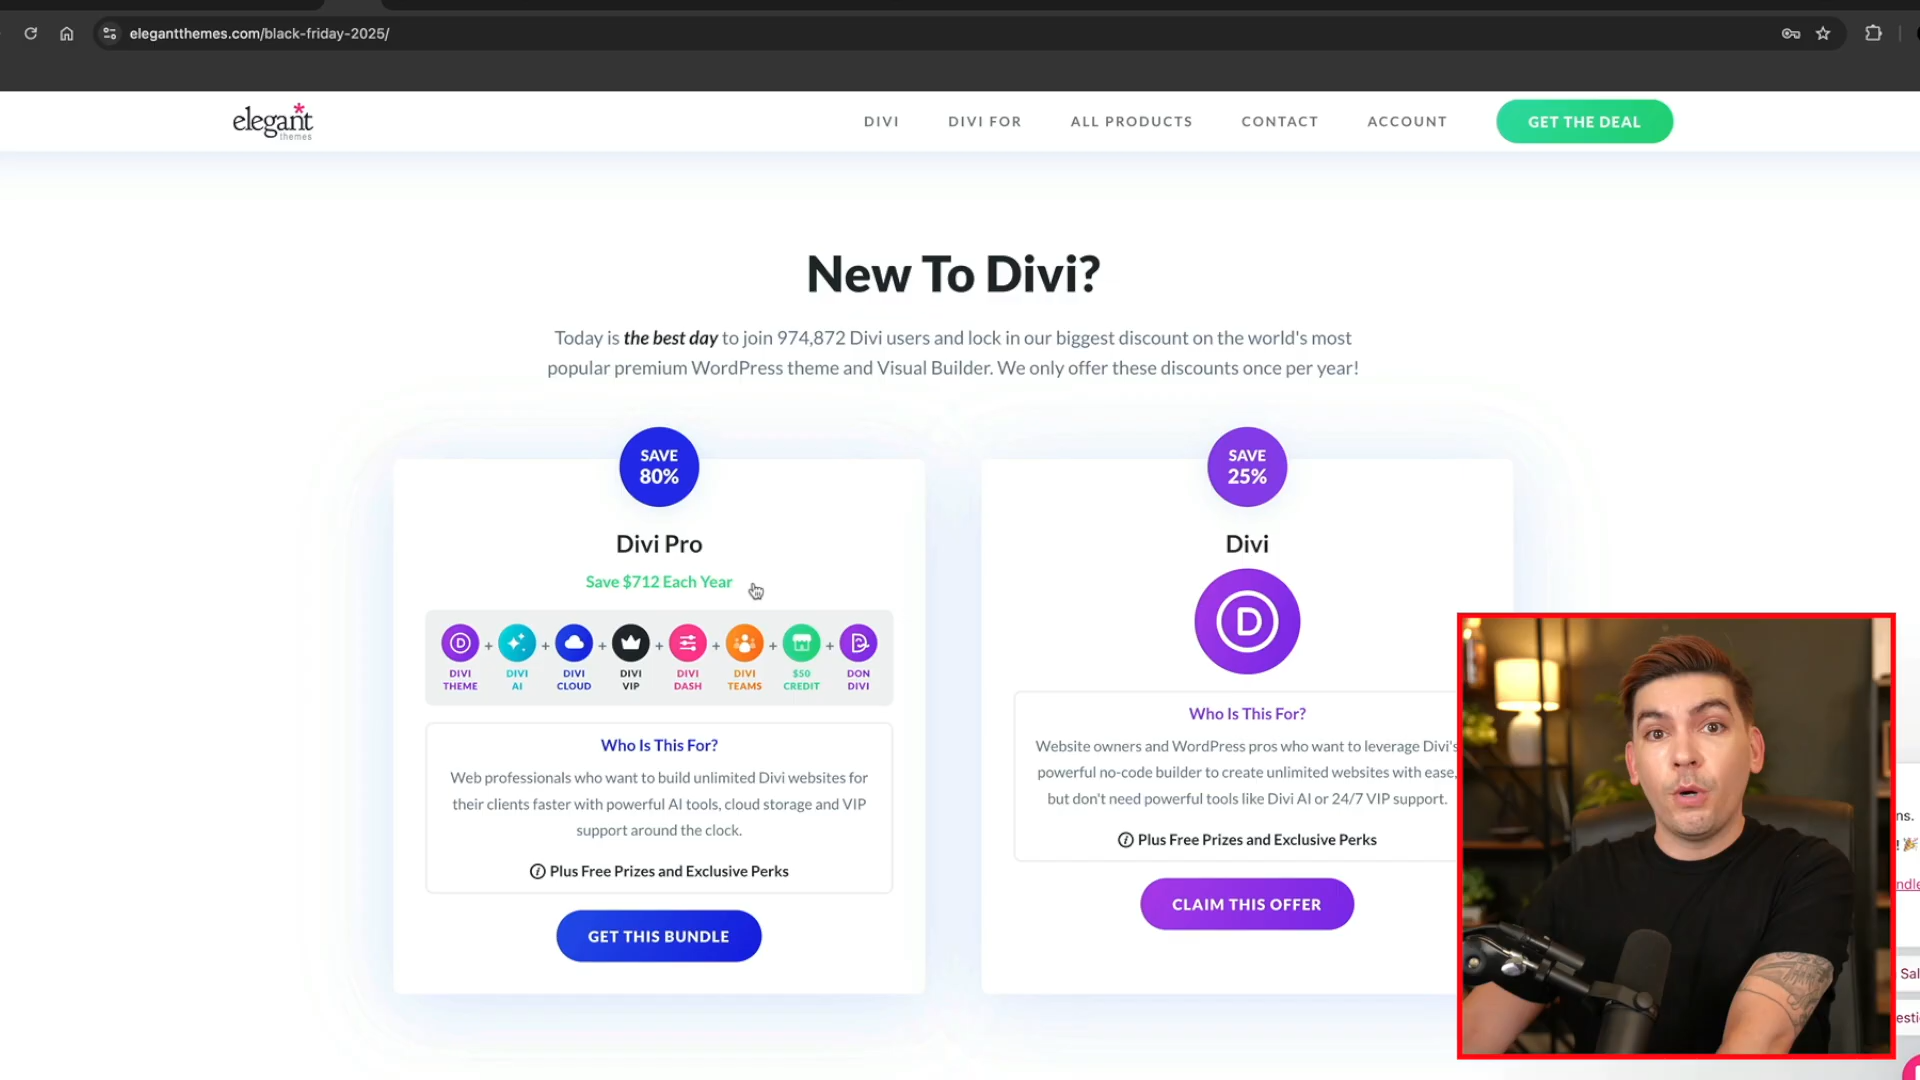 elegantthemes.com/black-friday-2025/
elegant
themes
DIVI
DIVI FOR
ALL PRODUCTS
CONTACT
ACCOUNT
GET THE DEAL
New To Divi?
Today is the best day to join 974,872 Divi users and lock in our biggest discount on the world's most
popular premium WordPress theme and Visual Builder. We only offer these discounts once per year!
SAVE
80%
Divi Pro
Save $712 Each Year
DIVI THEME + DIVI AI + DIVI CLOUD + DIVI VIP + DIVI DASH + DIVI TEAMS + $50 CREDIT + DON DIVI
Who Is This For?
Web professionals who want to build unlimited Divi websites for
their clients faster with powerful AI tools, cloud storage and VIP
support around the clock.
Plus Free Prizes and Exclusive Perks
GET THIS BUNDLE
SAVE
25%
Divi
D
Who Is This For?
Website owners and WordPress pros who want to leverage Divi's
powerful no-code builder to create unlimited websites with ease,
but don't need powerful tools like Divi AI or 24/7 VIP support.
Plus Free Prizes and Exclusive Perks
CLAIM THIS OFFER